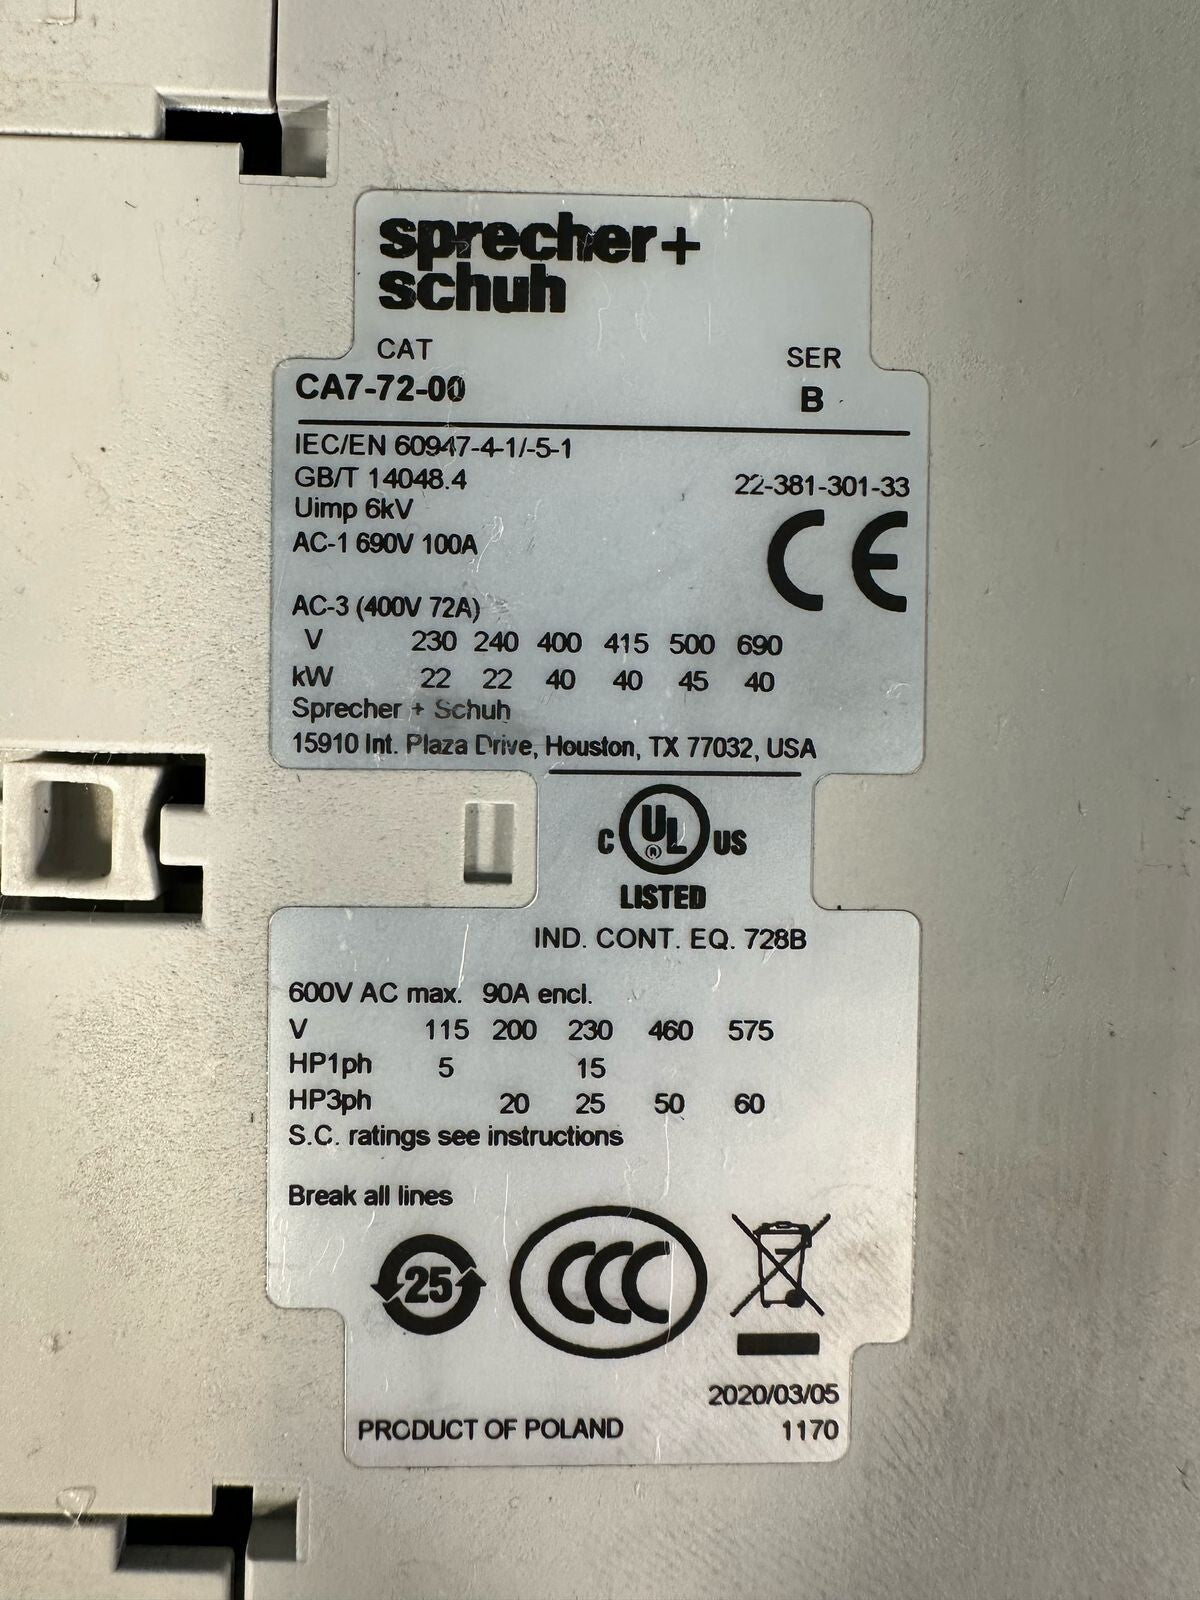 sprecher+
schuh
CAT SER
CA7-72-00 B
IEC/EN 60947-4-1/-5-1
GB/T 14048.4 22-381-301-33
Uimp 6kV
AC-1 690V 100A
CE
AC-3 (400V 72A)
V 230 240 400 415 500 690
kW 22 22 40 40 45 40
Sprecher + Schuh
15910 Int. Plaza Drive, Houston, TX 77032, USA
C UL® US
LISTED
IND. CONT. EQ. 728B
600V AC max. 90A encl.
V 115 200 230 460 575
HP1ph 5 15
HP3ph 20 25 50 60
S.C. ratings see instructions
Break all lines
25 CCC
2020/03/05
PRODUCT OF POLAND 1170